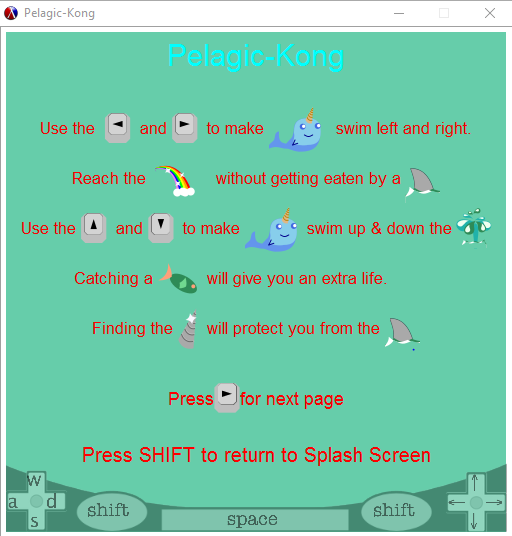 Pelagic-Kong
Pelagic-Kong
Use the ◄ and ► to make swim left and right.
Reach the without getting eaten by a
Use the ▲ and ▼ to make swim up & down the
Catching a will give you an extra life.
Finding the will protect you from the
Press ► for next page
Press SHIFT to return to Splash Screen
w
a d
s
shift
space
shift
↑
← →
↓